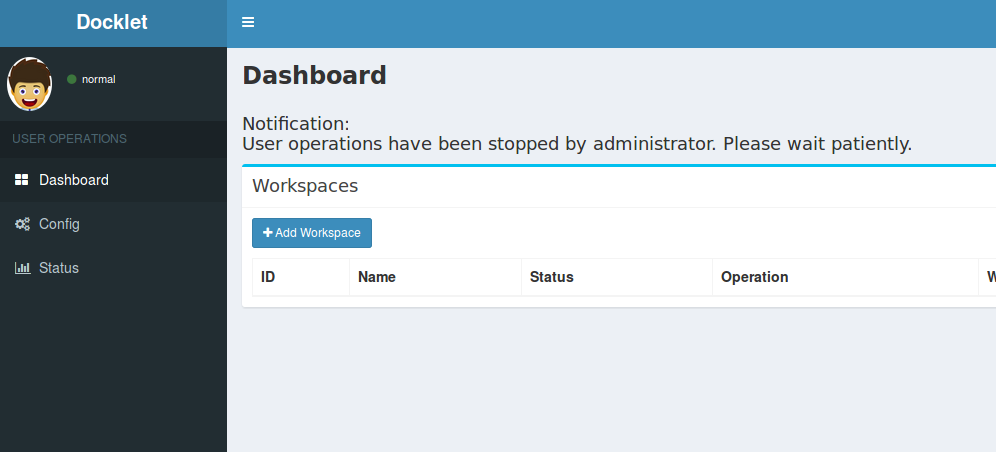 Docklet
normal
USER OPERATIONS
Dashboard
Config
Status
Dashboard
Notification:
User operations have been stopped by administrator. Please wait patiently.
Workspaces
Add Workspace
ID Name Status Operation